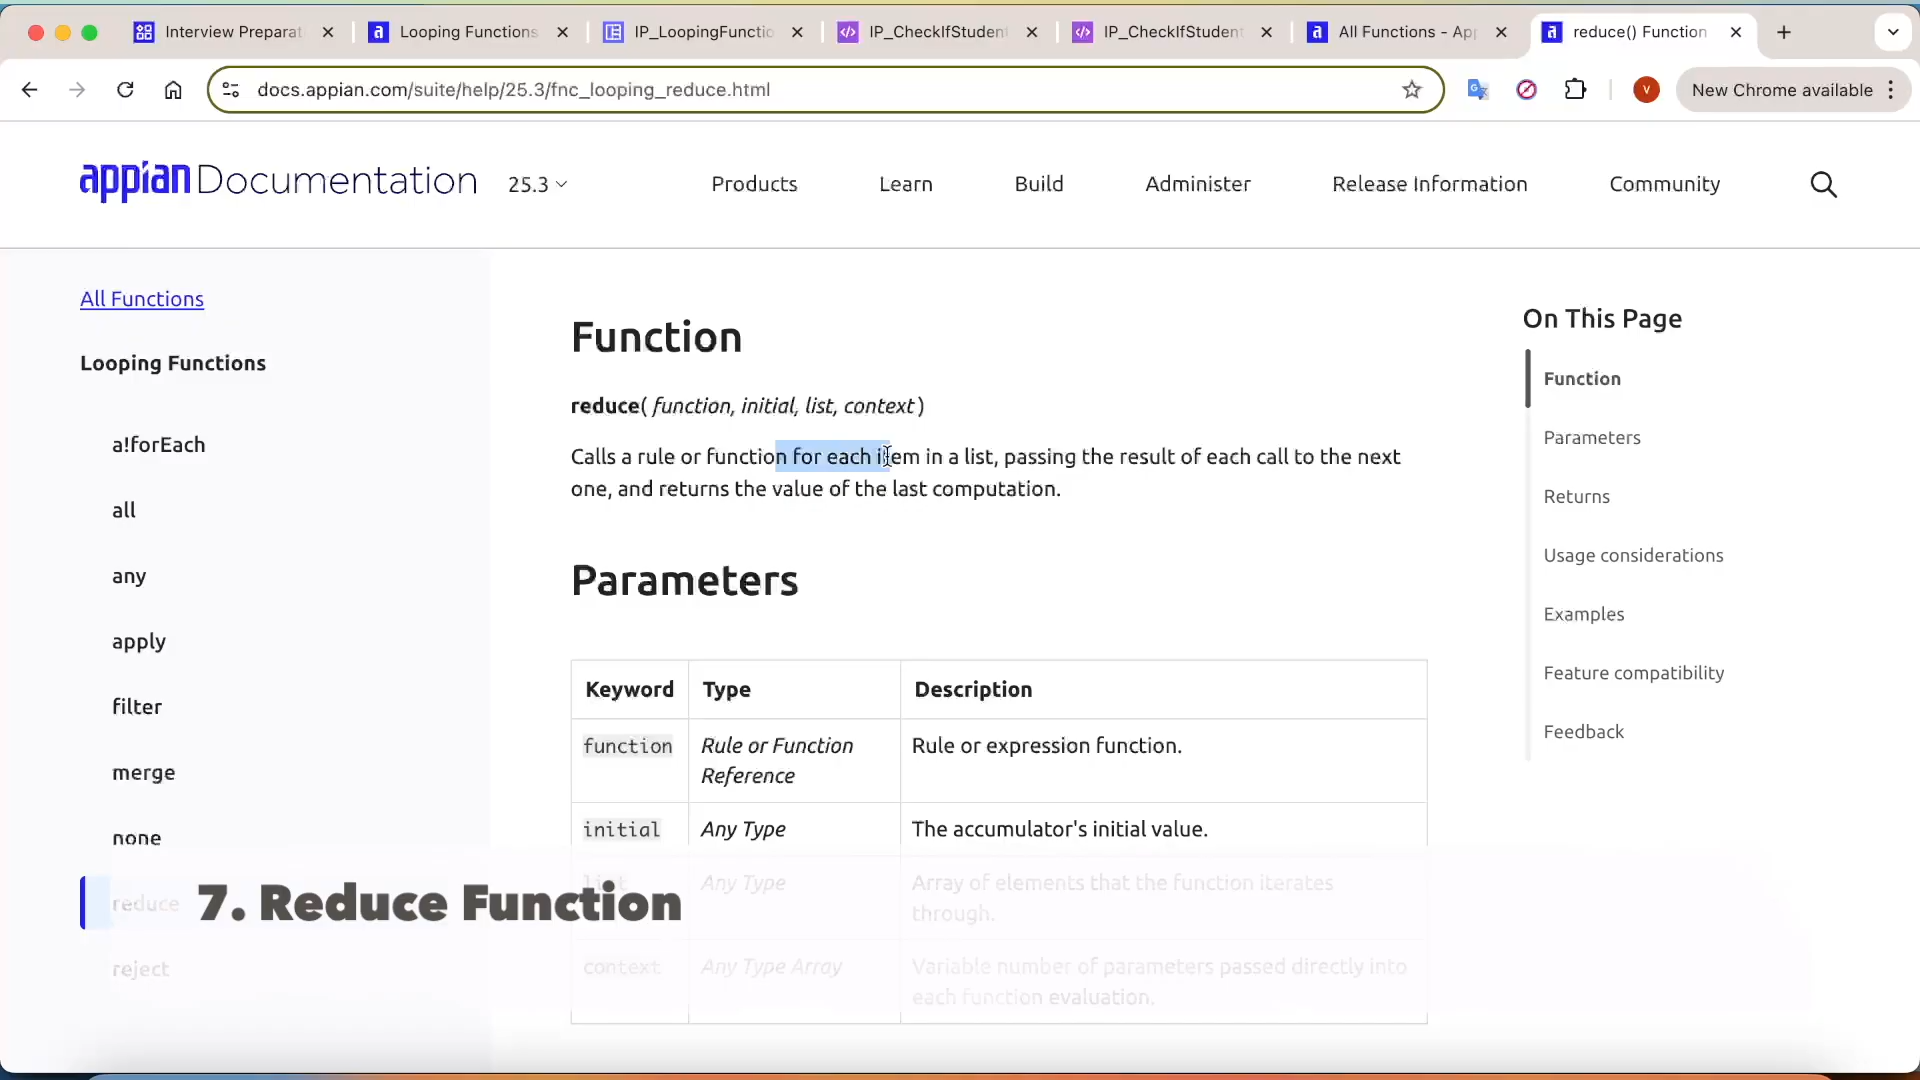 Interview Preparat
Looping Functions
IP_LoopingFunctio
IP_CheckIfStuden
IP_CheckIfStudent
All Functions - App
reduce() Function
docs.appian.com/suite/help/25.3/fnc_looping_reduce.html
V
New Chrome available
appian Documentation
25.3
Products
Learn
Build
Administer
Release Information
Community
All Functions
Looping Functions
a!forEach
all
any
apply
filter
merge
none
reduce
reject
Function
reduce( function, initial, list, context )
Calls a rule or function for each item in a list, passing the result of each call to the next
one, and returns the value of the last computation.
Parameters
Keyword Type Description
function Rule or Function Reference Rule or expression function.
initial Any Type The accumulator's initial value.
list Any Type Array of elements that the function iterates
through.
context Any Type Array Variable number of parameters passed directly into
each function evaluation.
7. Reduce Function
On This Page
Function
Parameters
Returns
Usage considerations
Examples
Feature compatibility
Feedback